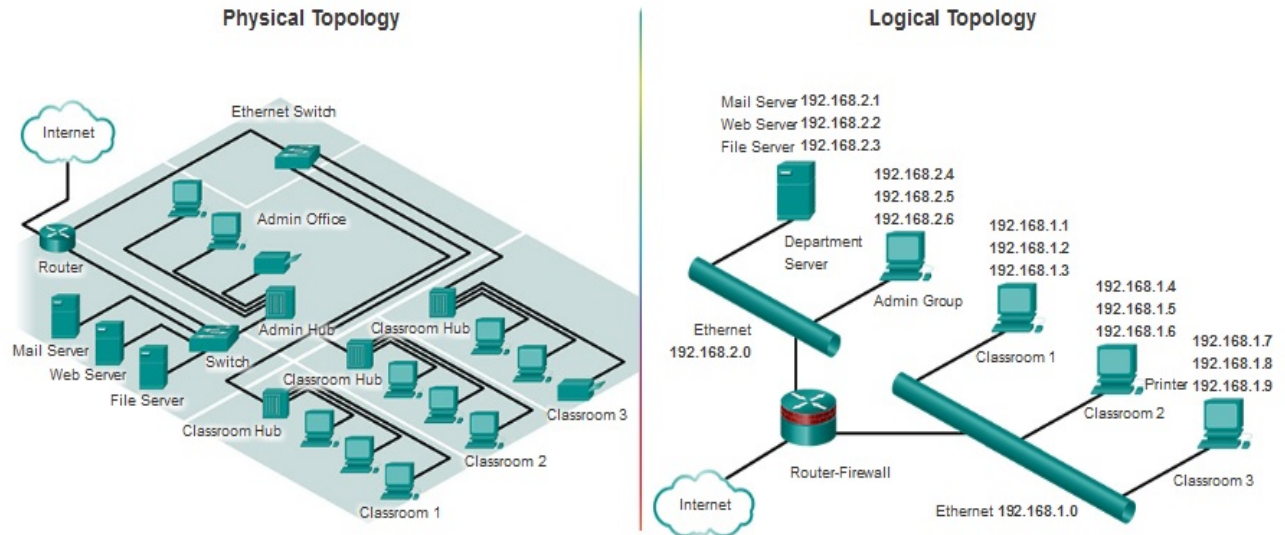 Physical Topology
Internet
Ethernet Switch
Admin Office
Router
Admin Hub
Classroom Hub
Mail Server
Switch
Web Server
Classroom Hub
File Server
Classroom 3
Classroom Hub
Classroom 2
Classroom 1
Logical Topology
Mail Server 192.168.2.1
Web Server 192.168.2.2
File Server 192.168.2.3
192.168.2.4
192.168.2.5
192.168.2.6
Department
Server
Admin Group
192.168.1.1
192.168.1.2
192.168.1.3
Classroom 1
192.168.1.4
192.168.1.5
192.168.1.6
Classroom 2
192.168.1.7
192.168.1.8
Printer 192.168.1.9
Classroom 3
Ethernet
192.168.2.0
Router-Firewall
Internet
Ethernet 192.168.1.0